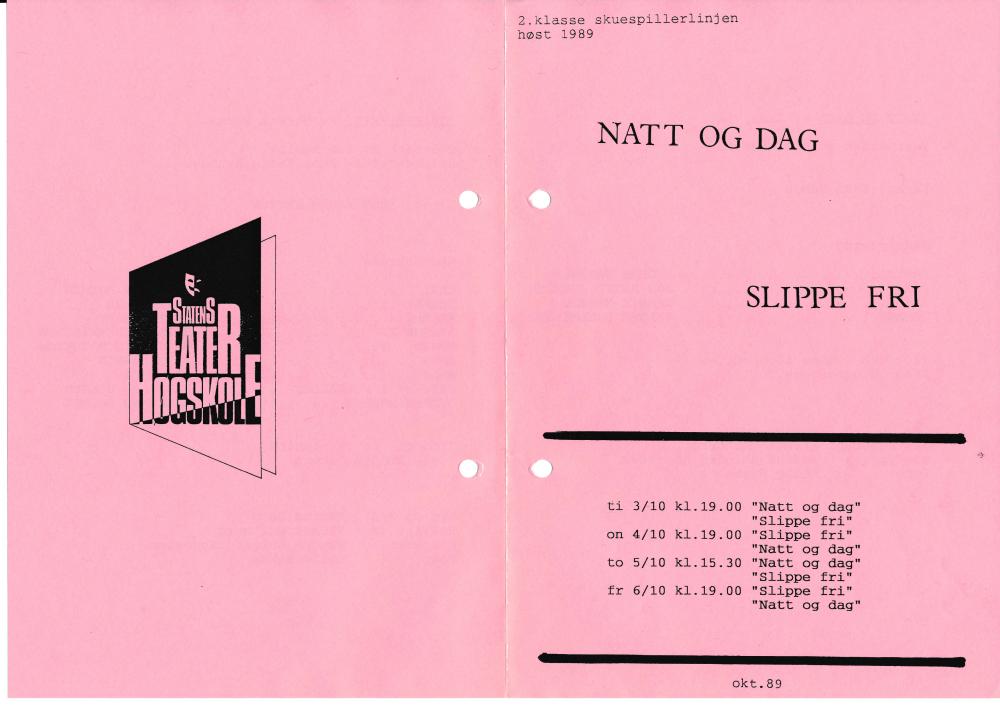 STATENS
TEATER
HØGSKOLE
2.klasse skuespillerlinjen
høst 1989
NATT OG DAG
SLIPPE FRI
ti 3/10 kl.19.00 "Natt og dag"
"Slippe fri"
on 4/10 kl.19.00 "Slippe fri"
"Natt og dag"
to 5/10 kl.15.30 "Natt og dag"
"Slippe fri"
fr 6/10 kl.19.00 "Slippe fri"
"Natt og dag"
okt.89